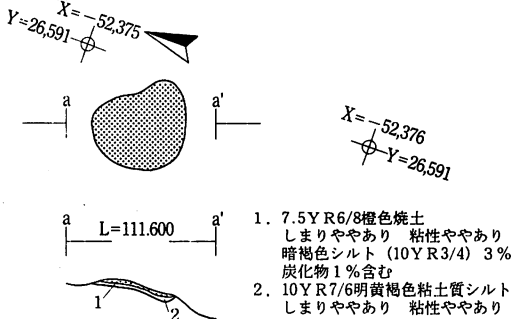 X=-52,375
Y=26,591
a
a'
X=-52,376
Y=26,591
a
L=111.600
a'
1
2
1．7.5ＹＲ6/8橙色焼土
しまりややあり　粘性ややあり
暗褐色シルト（10ＹＲ3/4）３％
炭化物１％含む
2．10ＹＲ7/6明黄褐色粘土質シルト
しまりややあり　粘性ややあり